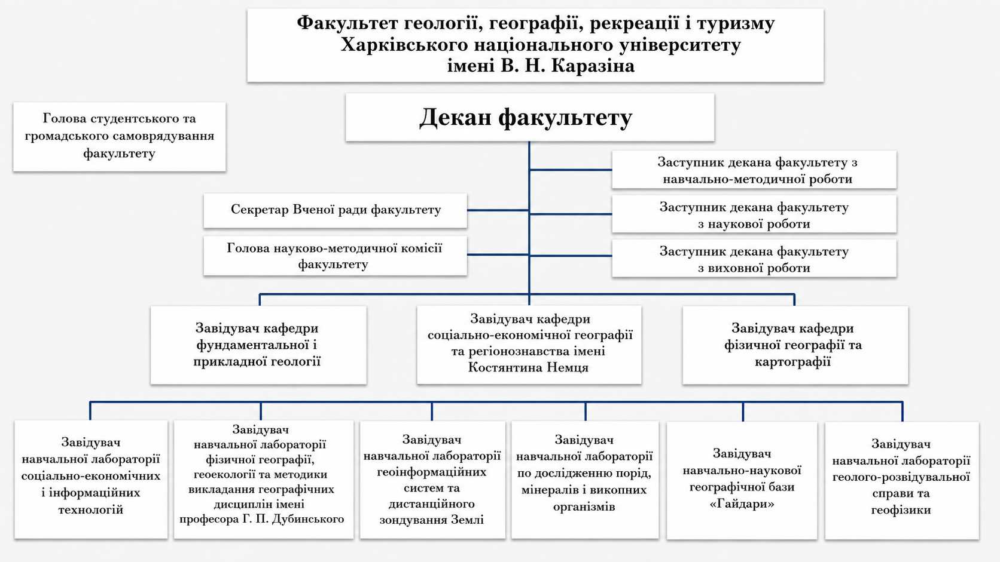 Факультет геології, географії, рекреації і туризму
Харківського національного університету
імені В. Н. Каразіна
Декан факультету
Голова студентського та
громадського самоврядування
факультету
Заступник декана факультету з
навчально-методичної роботи
Секретар Вченої ради факультету
Заступник декана факультету
з наукової роботи
Голова науково-методичної комісії
факультету
Заступник декана факультету
з виховної роботи
Завідувач кафедри
фундаментальної і
прикладної геології
Завідувач кафедри
соціально-економічної географії
та регіонознавства імені
Костянтина Немця
Завідувач кафедри
фізичної географії та
картографії
Завідувач
навчальної лабораторії
соціально-економічних
і інформаційних
технологій
Завідувач
навчальної лабораторії
фізичної географії,
геоекології та методики
викладання географічних
дисциплін імені
професора Г. П. Дубинського
Завідувач
навчальної лабораторії
геоінформаційних
систем та
дистанційного
зондування Землі
Завідувач
навчальної лабораторії
по дослідженню порід,
мінералів і викопних
організмів
Завідувач
навчально-наукової
географічної бази
«Гайдари»
Завідувач
навчальної лабораторії
геолого-розвідувальної
справи та
геофізики